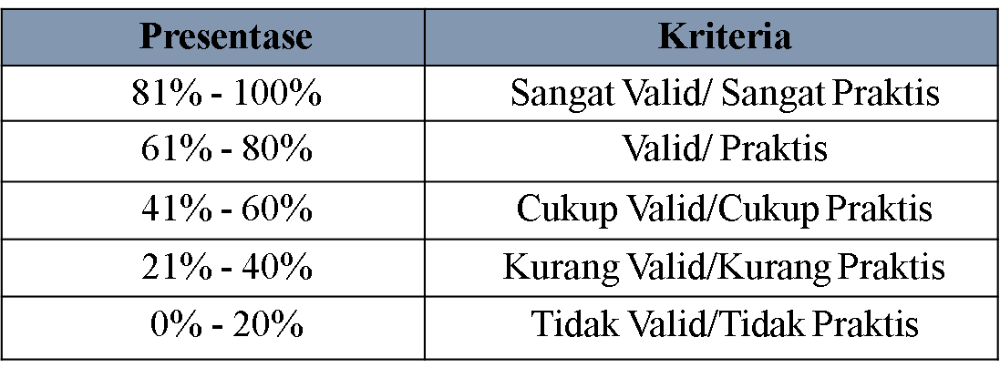 Presentase Kriteria
81% - 100% Sangat Valid/ Sangat Praktis
61% - 80% Valid/ Praktis
41% - 60% Cukup Valid/Cukup Praktis
21% - 40% Kurang Valid/Kurang Praktis
0% - 20% Tidak Valid/Tidak Praktis